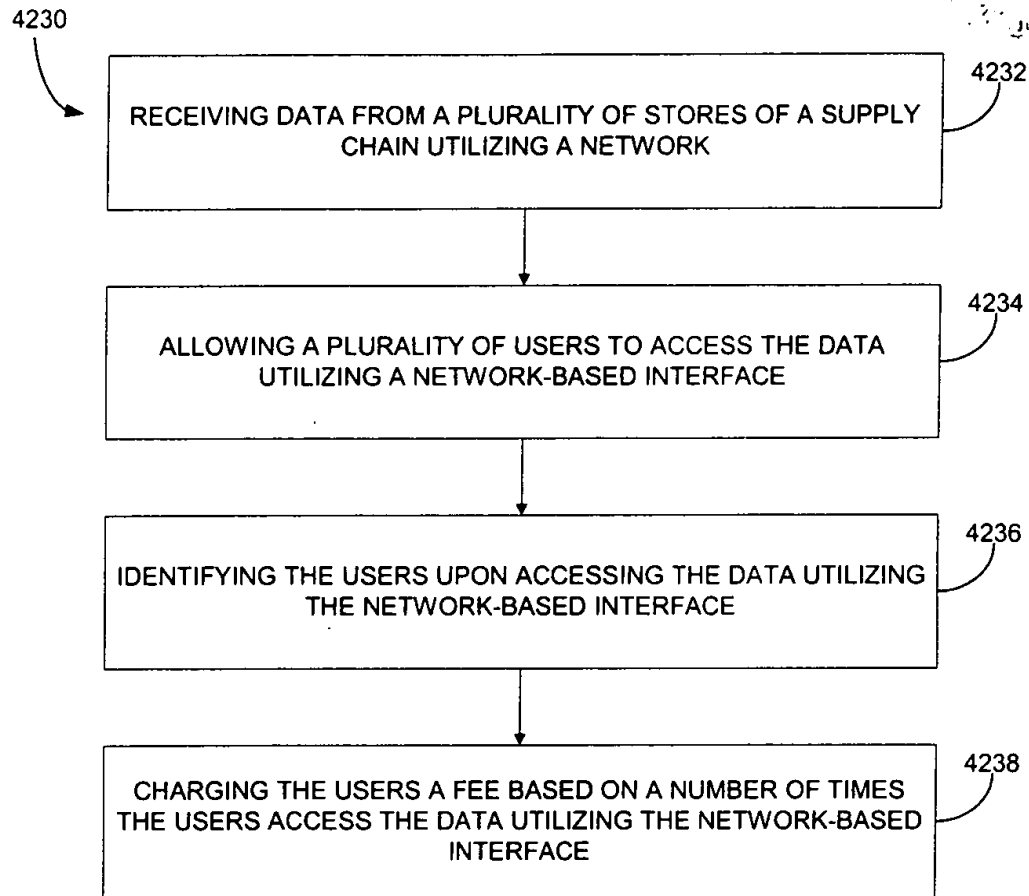 4230
4232
RECEIVING DATA FROM A PLURALITY OF STORES OF A SUPPLY
CHAIN UTILIZING A NETWORK
4234
ALLOWING A PLURALITY OF USERS TO ACCESS THE DATA
UTILIZING A NETWORK-BASED INTERFACE
4236
IDENTIFYING THE USERS UPON ACCESSING THE DATA UTILIZING
THE NETWORK-BASED INTERFACE
4238
CHARGING THE USERS A FEE BASED ON A NUMBER OF TIMES
THE USERS ACCESS THE DATA UTILIZING THE NETWORK-BASED
INTERFACE